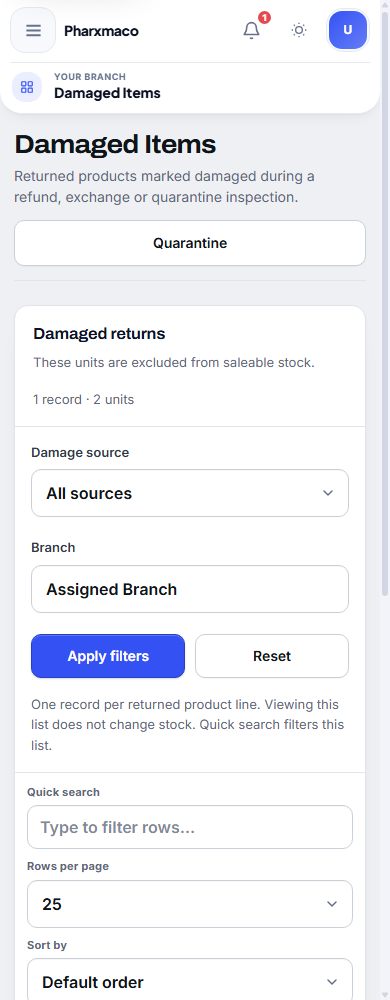 Pharxmaco
1
U
YOUR BRANCH
Damaged Items
Damaged Items
Returned products marked damaged during a
refund, exchange or quarantine inspection.
Quarantine
Damaged returns
These units are excluded from saleable stock.
1 record · 2 units
Damage source
All sources
Branch
Assigned Branch
Apply filters
Reset
One record per returned product line. Viewing this
list does not change stock. Quick search filters this
list.
Quick search
Type to filter rows...
Rows per page
25
Sort by
Default order